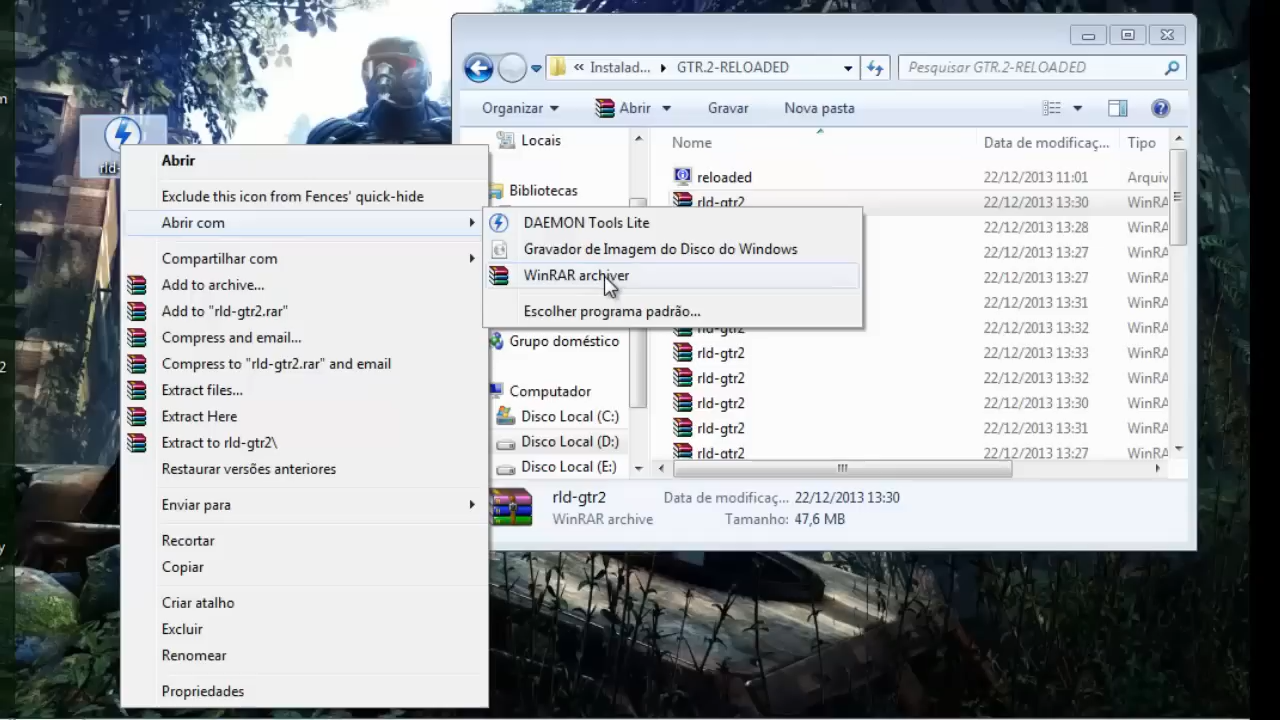 « Instalad... ▸ GTR.2-RELOADED
Pesquisar GTR.2-RELOADED
Organizar
Abrir
Gravar
Nova pasta
Locais
Bibliotecas
Grupo doméstico
Computador
Disco Local (C:)
Disco Local (D:)
Disco Local (E:)
Nome
Data de modificaç...
Tipo
reloaded 22/12/2013 11:01 Arquiv
rld-gtr2 22/12/2013 13:30 WinRA
22/12/2013 13:28 WinRA
22/12/2013 13:27 WinRA
22/12/2013 13:27 WinRA
22/12/2013 13:31 WinRA
rld-gtr2 22/12/2013 13:32 WinRA
rld-gtr2 22/12/2013 13:33 WinRA
rld-gtr2 22/12/2013 13:32 WinRA
rld-gtr2 22/12/2013 13:30 WinRA
rld-gtr2 22/12/2013 13:31 WinRA
rld-gtr2 22/12/2013 13:27 WinRA
rld-gtr2 Data de modificaç... 22/12/2013 13:30
WinRAR archive Tamanho: 47,6 MB
rld-
Abrir
Exclude this icon from Fences' quick-hide
Abrir com
Compartilhar com
Add to archive...
Add to "rld-gtr2.rar"
Compress and email...
Compress to "rld-gtr2.rar" and email
Extract files...
Extract Here
Extract to rld-gtr2\
Restaurar versões anteriores
Enviar para
Recortar
Copiar
Criar atalho
Excluir
Renomear
Propriedades
DAEMON Tools Lite
Gravador de Imagem do Disco do Windows
WinRAR archiver
Escolher programa padrão...